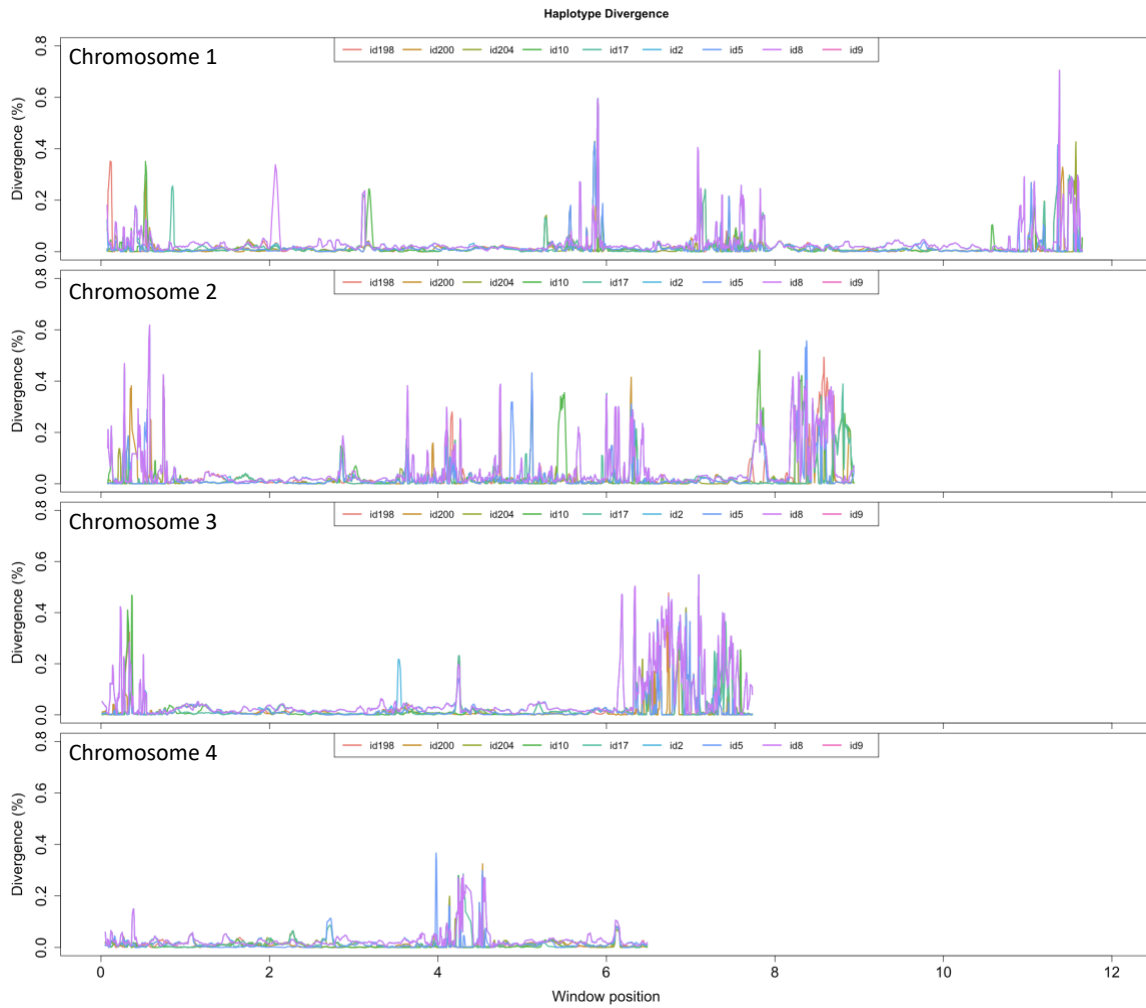 Haplotype Divergence
Chromosome 1
id198 id200 id204 id10 id17 id2 id5 id8 id9
Divergence (%)
0.0 0.2 0.4 0.6 0.8
Chromosome 2
id198 id200 id204 id10 id17 id2 id5 id8 id9
Divergence (%)
0.0 0.2 0.4 0.6 0.8
Chromosome 3
id198 id200 id204 id10 id17 id2 id5 id8 id9
Divergence (%)
0.0 0.2 0.4 0.6 0.8
Chromosome 4
id198 id200 id204 id10 id17 id2 id5 id8 id9
Divergence (%)
0.0 0.2 0.4 0.6 0.8
0 2 4 6 8 10 12
Window position